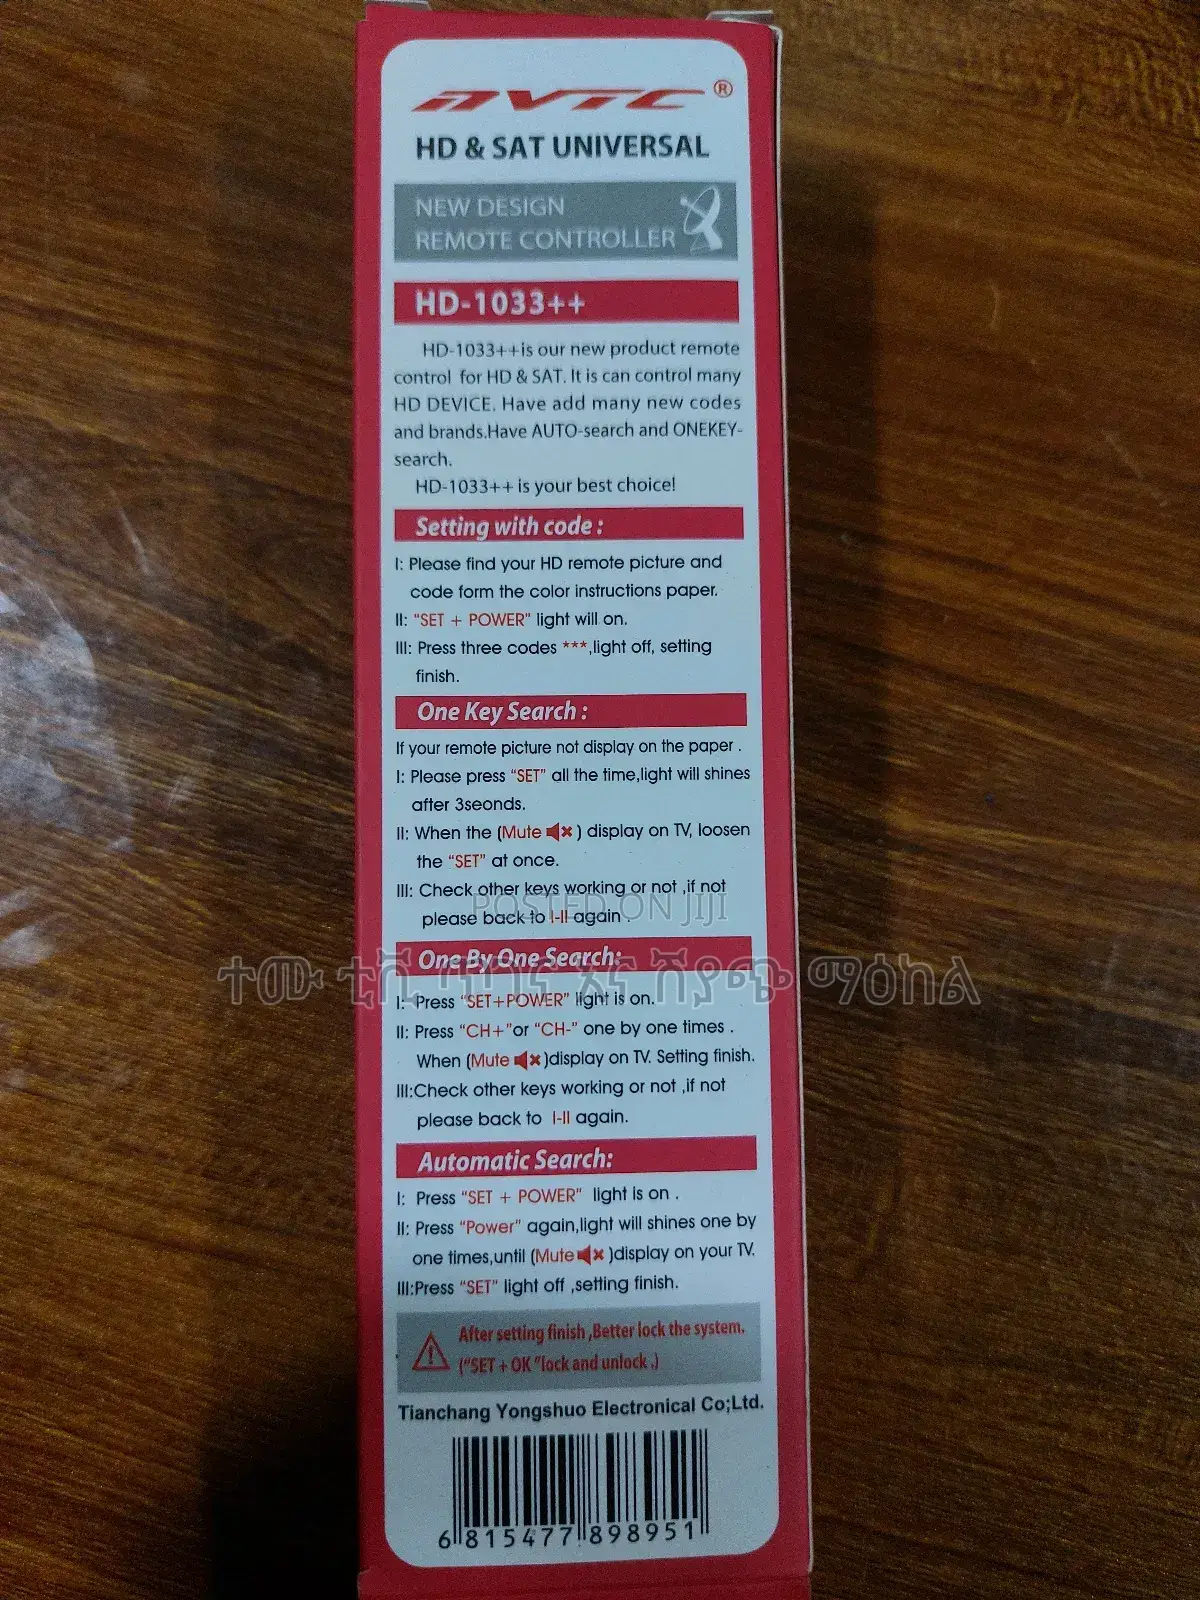 NVTC®
HD & SAT UNIVERSAL
NEW DESIGN
REMOTE CONTROLLER
HD-1033++
HD-1033++is our new product remote
control for HD & SAT. It is can control many
HD DEVICE. Have add many new codes
and brands.Have AUTO-search and ONEKEY-
search.
HD-1033++ is your best choice!
Setting with code :
I: Please find your HD remote picture and
code form the color instructions paper.
II: "SET + POWER" light will on.
III: Press three codes ***,light off, setting
finish.
One Key Search :
If your remote picture not display on the paper .
I: Please press "SET" all the time,light will shines
after 3seonds.
II: When the (Mute ) display on TV, loosen
the "SET" at once.
III: Check other keys working or not ,if not
please back to I-II again .
POSTED ON JIJI
One By One Search:
ተሙ ቲቪ ጥገና እና ሽያጭ ማዕከል
I: Press "SET+POWER" light is on.
II: Press "CH+"or "CH-" one by one times .
When (Mute )display on TV. Setting finish.
III:Check other keys working or not ,if not
please back to I-II again.
Automatic Search:
I: Press "SET + POWER" light is on .
II: Press "Power" again,light will shines one by
one times,until (Mute )display on your TV.
III:Press "SET" light off ,setting finish.
After setting finish ,Better lock the system.
("SET + OK "lock and unlock .)
Tianchang Yongshuo Electronical Co;Ltd.
6 815477 898951